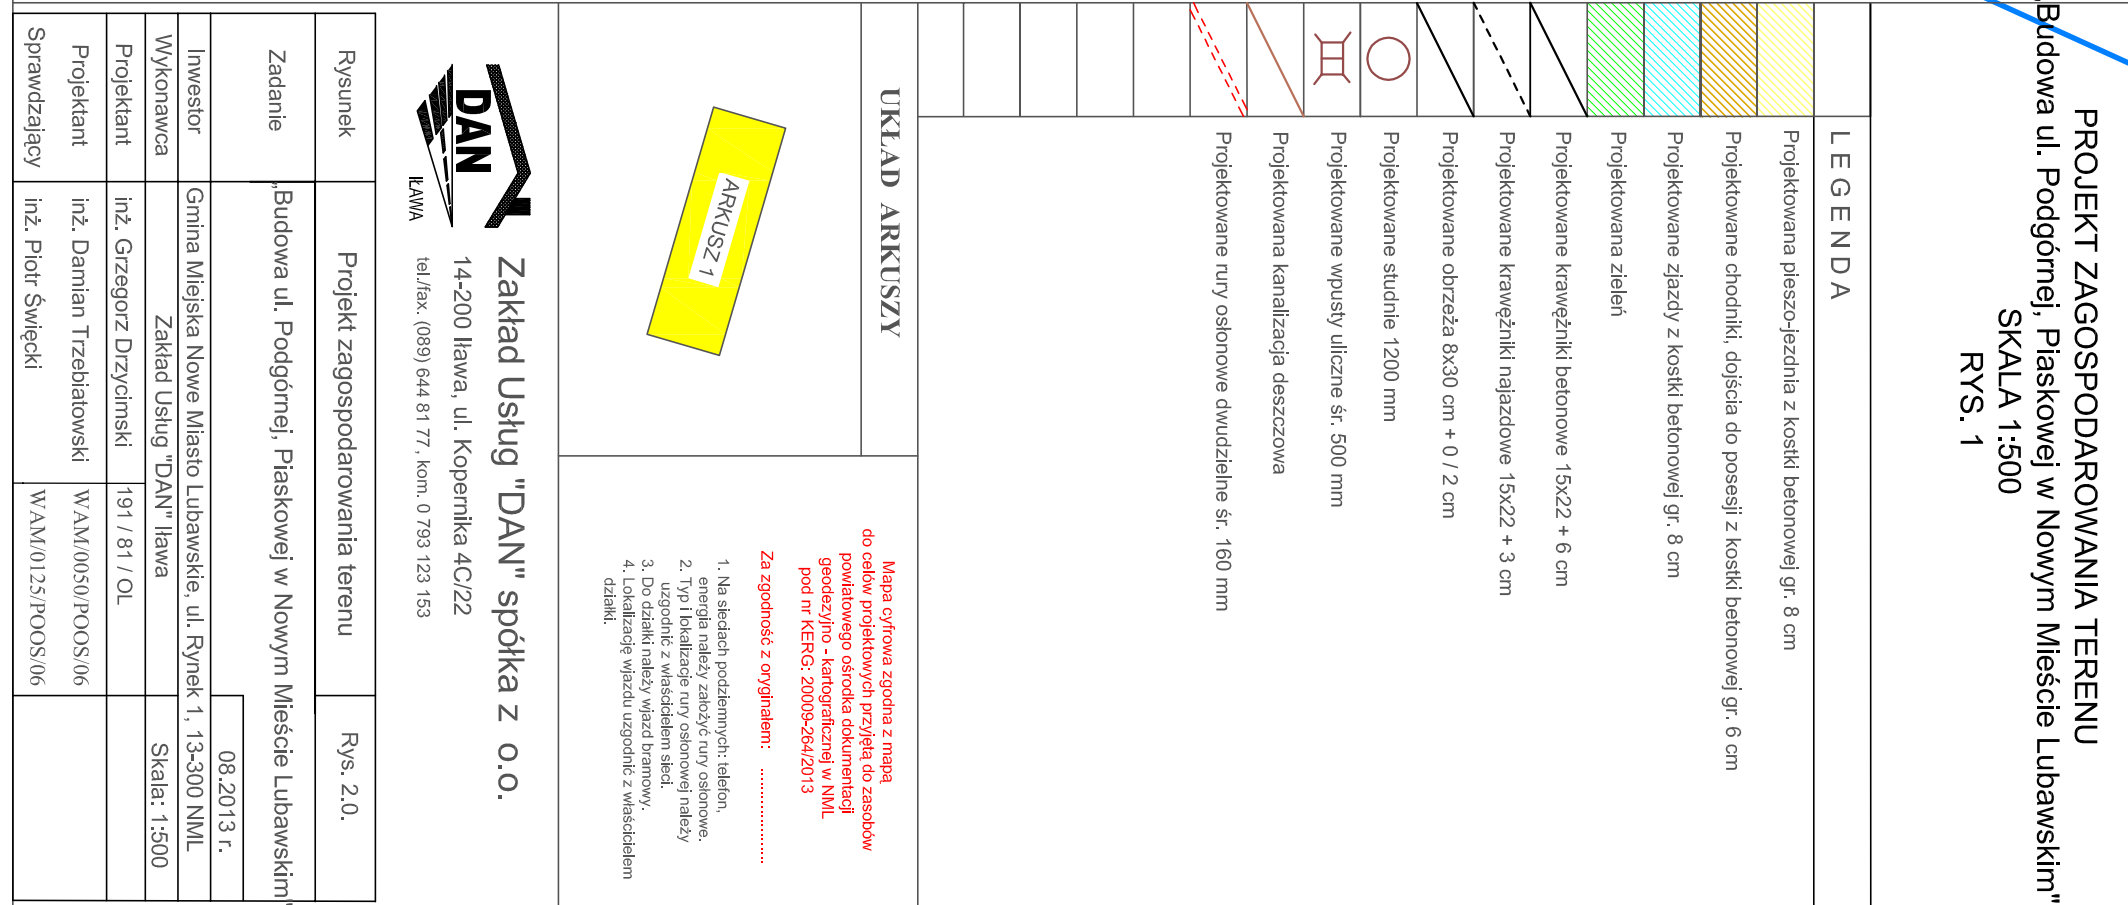 PROJEKT ZAGOSPODAROWANIA TERENU
„Budowa ul. Podgórnej, Piaskowej w Nowym Mieście Lubawskim"
SKALA 1:500
RYS. 1
LEGENDA
Projektowana pieszo-jezdnia z kostki betonowej gr. 8 cm
Projektowane chodniki, dojścia do posesji z kostki betonowej gr. 6 cm
Projektowane zjazdy z kostki betonowej gr. 8 cm
Projektowana zieleń
Projektowane krawężniki betonowe 15x22 + 6 cm
Projektowane krawężniki najazdowe 15x22 + 3 cm
Projektowane obrzeża 8x30 cm + 0 / 2 cm
Projektowane studnie 1200 mm
Projektowane wpusty uliczne śr. 500 mm
Projektowana kanalizacja deszczowa
Projektowane rury osłonowe dwudzielne śr. 160 mm
UKŁAD ARKUSZY
ARKUSZ 1
Mapa cyfrowa zgodna z mapą
do celów projektowych przyjętą do zasobów
powiatowego ośrodka dokumentacji
geodezyjno - kartograficznej w NML
pod nr KERG: 20009-264/2013
Za zgodność z oryginałem: ......................
1. Na sieciach podziemnych: telefon,
energia należy założyć rury osłonowe.
2. Typ i lokalizacje rury osłonowej należy
uzgodnić z właścicielem sieci.
3. Do działki należy wjazd bramowy.
4. Lokalizację wjazdu uzgodnić z właścicielem
działki.
DAN
IŁAWA
Zakład Usług "DAN" spółka z o.o.
14-200 Iława, ul. Kopernika 4C/22
tel./fax. (089) 644 81 77 , kom. 0 793 123 153
Rysunek Projekt zagospodarowania terenu Rys. 2.0.
Zadanie „Budowa ul. Podgórnej, Piaskowej w Nowym Mieście Lubawskim"
08.2013 r.
Inwestor Gmina Miejska Nowe Miasto Lubawskie, ul. Rynek 1, 13-300 NML
Wykonawca Zakład Usług "DAN" Iława Skala: 1:500
Projektant inż. Grzegorz Drzycimski 191 / 81 / OL
Projektant inż. Damian Trzebiatowski WAM/0050/POOS/06
Sprawdzający inż. Piotr Święcki WAM/0125/POOS/06